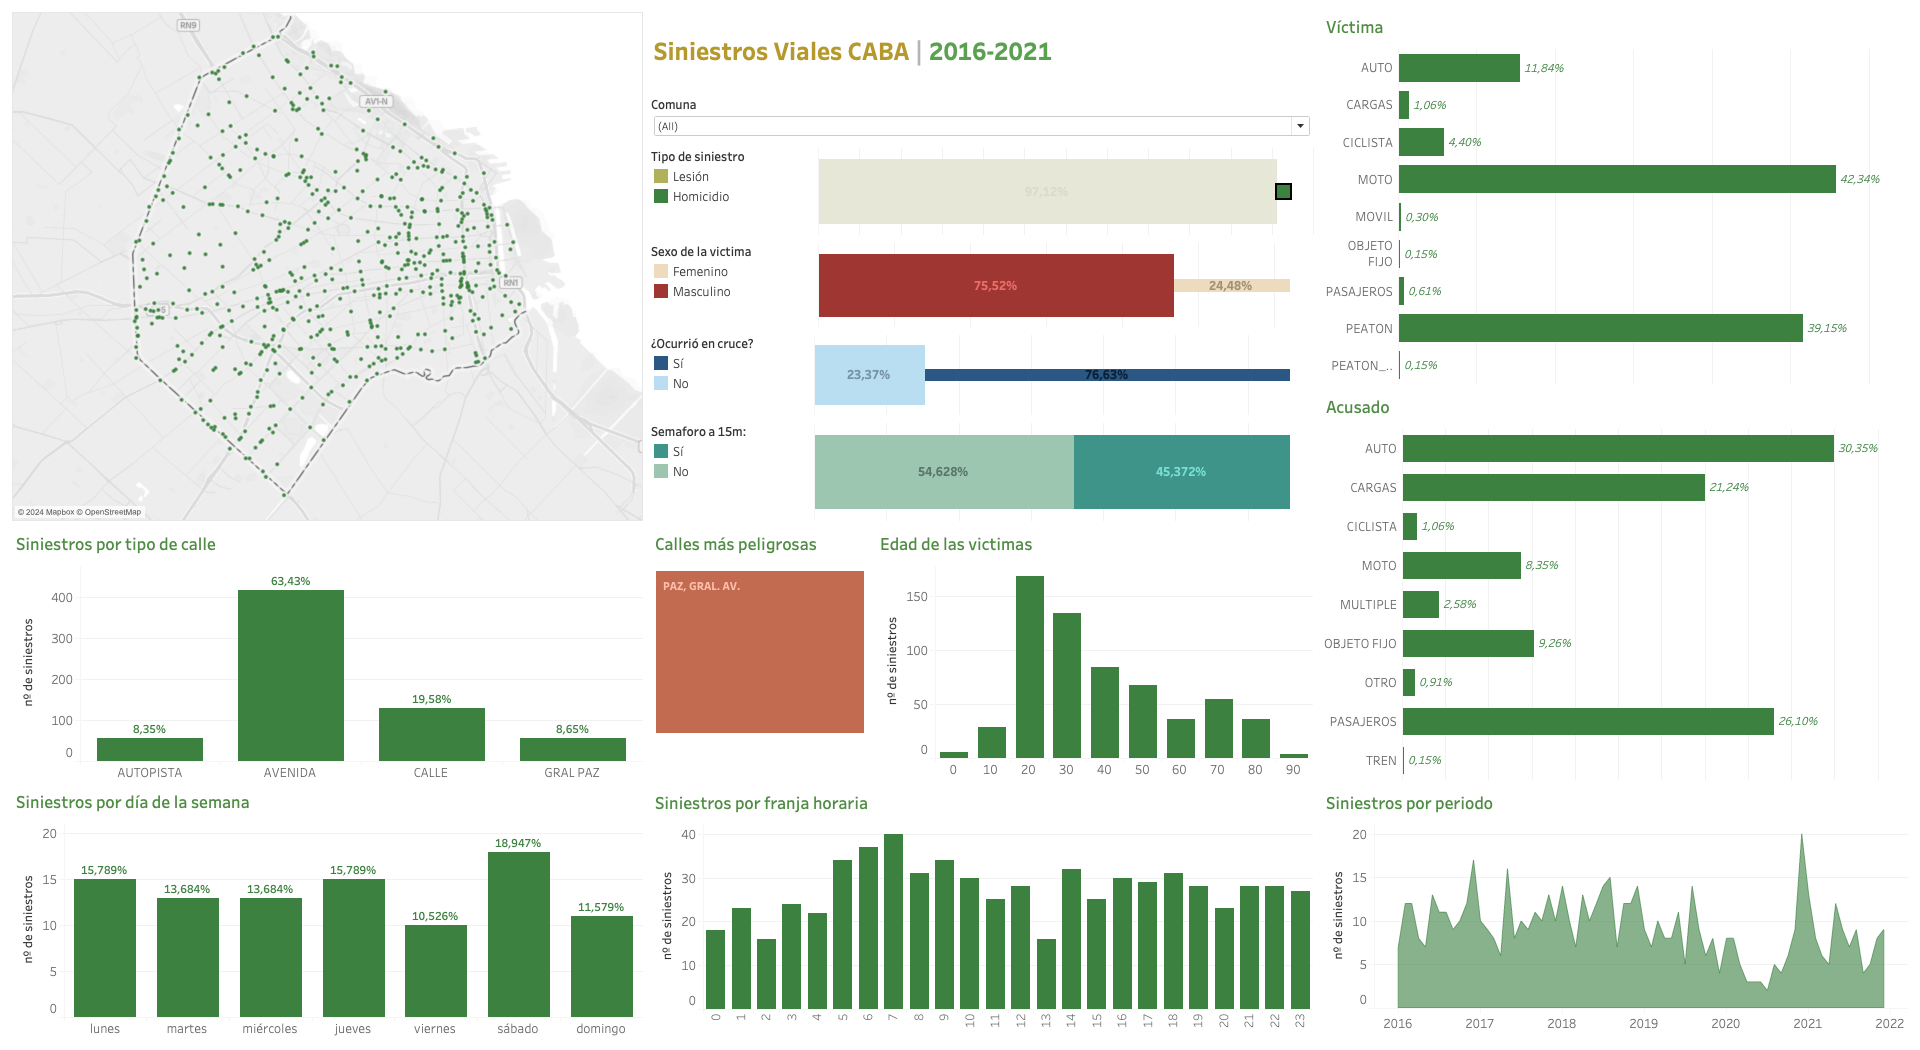 RN9
AV1-N
RN1
© 2024 Mapbox © OpenStreetMap
Siniestros Viales CABA | 2016-2021
Comuna
(All)
Tipo de siniestro
Lesión
Homicidio
97,12%
Sexo de la victima
Femenino
Masculino
75,52%
24,48%
¿Ocurrió en cruce?
Sí
No
23,37%
76,63%
Semaforo a 15m:
Sí
No
54,628%
45,372%
Víctima
AUTO
11,84%
CARGAS
1,06%
CICLISTA
4,40%
MOTO
42,34%
MOVIL
0,30%
OBJETO
FIJO
0,15%
PASAJEROS
0,61%
PEATON
39,15%
PEATON_..
0,15%
Acusado
AUTO
30,35%
CARGAS
21,24%
CICLISTA
1,06%
MOTO
8,35%
MULTIPLE
2,58%
OBJETO FIJO
9,26%
OTRO
0,91%
PASAJEROS
26,10%
TREN
0,15%
Siniestros por tipo de calle
nº de siniestros
400
300
200
100
0
8,35%
63,43%
19,58%
8,65%
AUTOPISTA
AVENIDA
CALLE
GRAL PAZ
Calles más peligrosas
PAZ, GRAL. AV.
Edad de las victimas
nº de siniestros
150
100
50
0
0 10 20 30 40 50 60 70 80 90
Siniestros por día de la semana
nº de siniestros
20
15
10
5
0
15,789%
13,684%
13,684%
15,789%
10,526%
18,947%
11,579%
lunes
martes
miércoles
jueves
viernes
sábado
domingo
Siniestros por franja horaria
nº de siniestros
40
30
20
10
0
0 1 2 3 4 5 6 7 8 9 10 11 12 13 14 15 16 17 18 19 20 21 22 23
Siniestros por periodo
nº de siniestros
20
15
10
5
0
2016 2017 2018 2019 2020 2021 2022